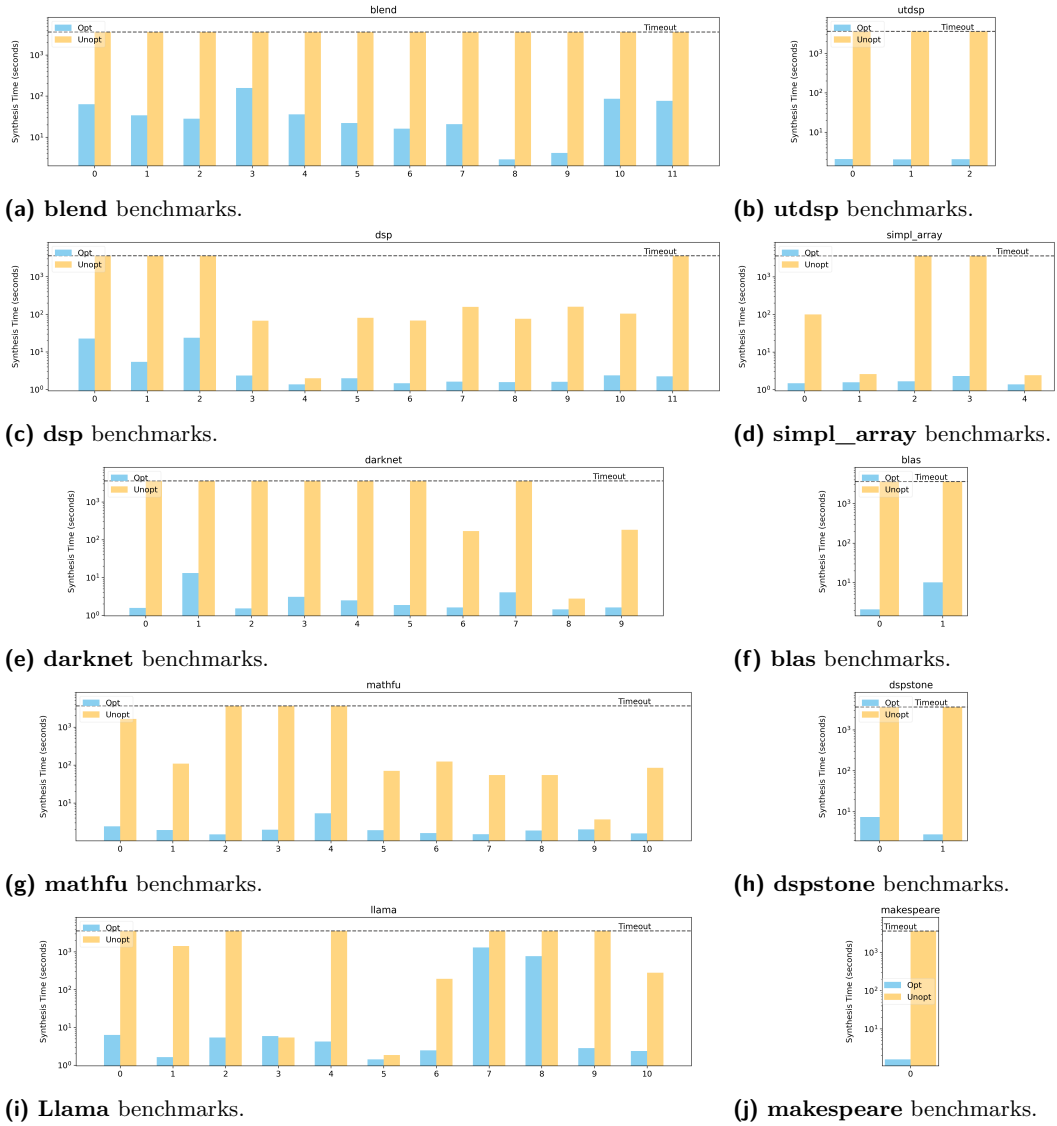 blend
Synthesis Time (seconds)
10³
10²
10¹
Opt
Unopt
Timeout
0 1 2 3 4 5 6 7 8 9 10 11
(a) blend benchmarks.
utdsp
Synthesis Time (seconds)
10³
10²
10¹
Opt
Unopt
Timeout
0 1 2
(b) utdsp benchmarks.
dsp
Synthesis Time (seconds)
10³
10²
10¹
10⁰
Opt
Unopt
Timeout
0 1 2 3 4 5 6 7 8 9 10 11
(c) dsp benchmarks.
simpl_array
Synthesis Time (seconds)
10³
10²
10¹
10⁰
Opt
Unopt
Timeout
0 1 2 3 4
(d) simpl_array benchmarks.
darknet
Synthesis Time (seconds)
10³
10²
10¹
10⁰
Opt
Unopt
Timeout
0 1 2 3 4 5 6 7 8 9
(e) darknet benchmarks.
blas
Synthesis Time (seconds)
10³
10²
10¹
Opt
Unopt
Timeout
0 1
(f) blas benchmarks.
mathfu
Synthesis Time (seconds)
10³
10²
10¹
Opt
Unopt
Timeout
0 1 2 3 4 5 6 7 8 9 10
(g) mathfu benchmarks.
dspstone
Synthesis Time (seconds)
10³
10²
10¹
Opt
Unopt
Timeout
0 1
(h) dspstone benchmarks.
llama
Synthesis Time (seconds)
10³
10²
10¹
10⁰
Opt
Unopt
Timeout
0 1 2 3 4 5 6 7 8 9 10
(i) Llama benchmarks.
makespeare
Synthesis Time (seconds)
10³
10²
10¹
Timeout
Opt
Unopt
0
(j) makespeare benchmarks.